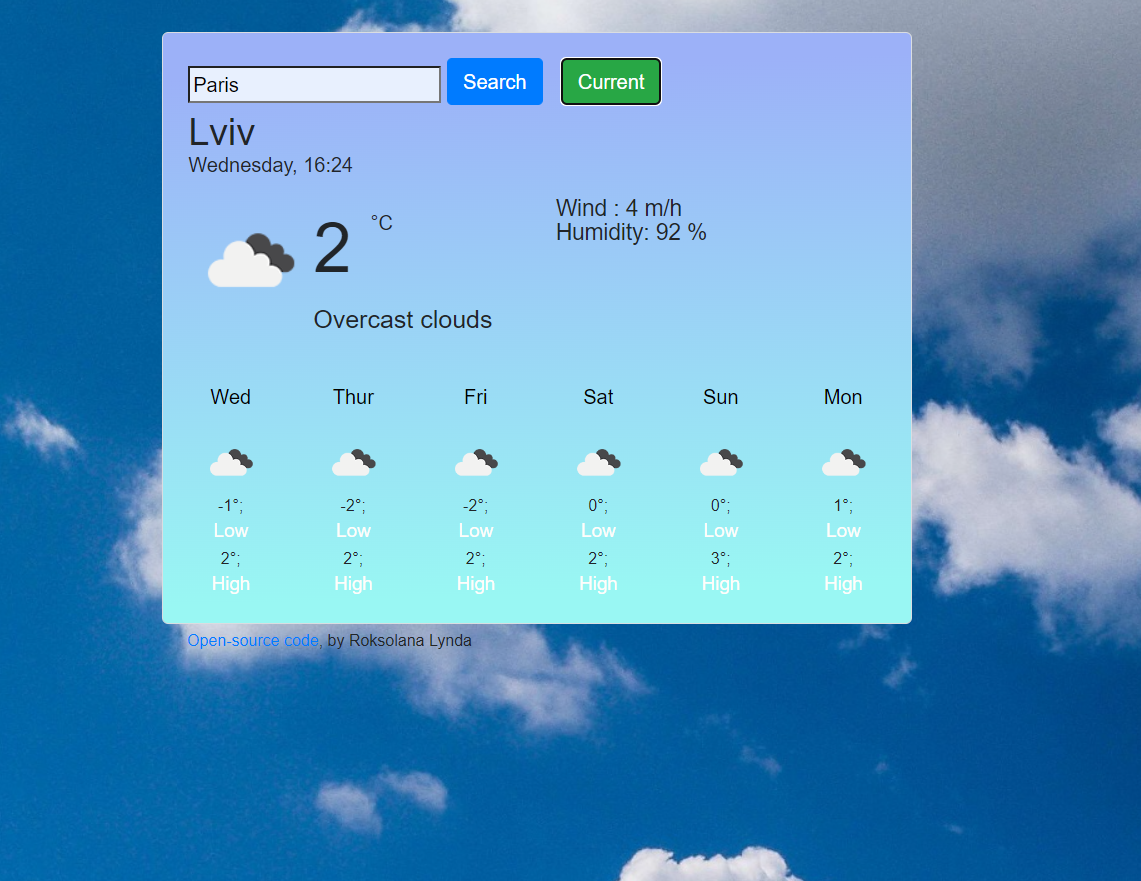 Paris Search Current
Lviv
Wednesday, 16:24
2 °C
Wind : 4 m/h
Humidity: 92 %
Overcast clouds
Wed Thur Fri Sat Sun Mon
-1°; -2°; -2°; 0°; 0°; 1°;
Low Low Low Low Low Low
2°; 2°; 2°; 2°; 3°; 2°;
High High High High High High
Open-source code, by Roksolana Lynda